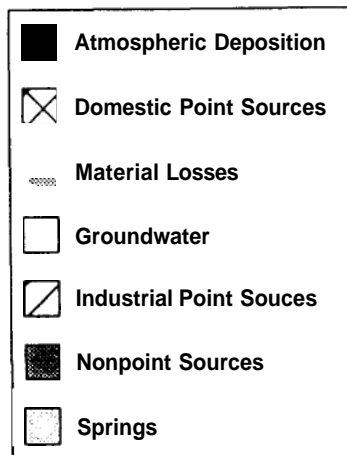 Atmospheric Deposition
Domestic Point Sources
Material Losses
Groundwater
Industrial Point Souces
Nonpoint Sources
Springs